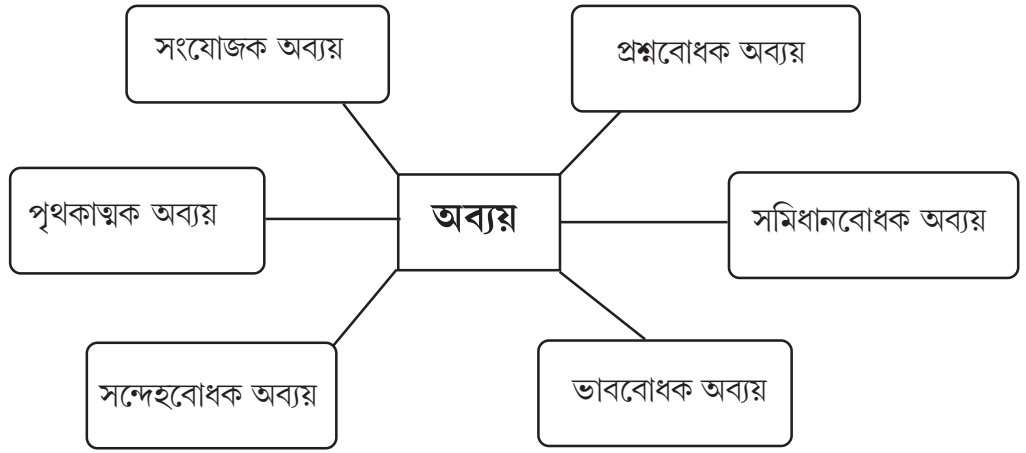 সংযোজক অব্যয়
প্রশ্নবোধক অব্যয়
পৃথকাত্মক অব্যয়
অব্যয়
সমিধানবোধক অব্যয়
সন্দেহবোধক অব্যয়
ভাববোধক অব্যয়